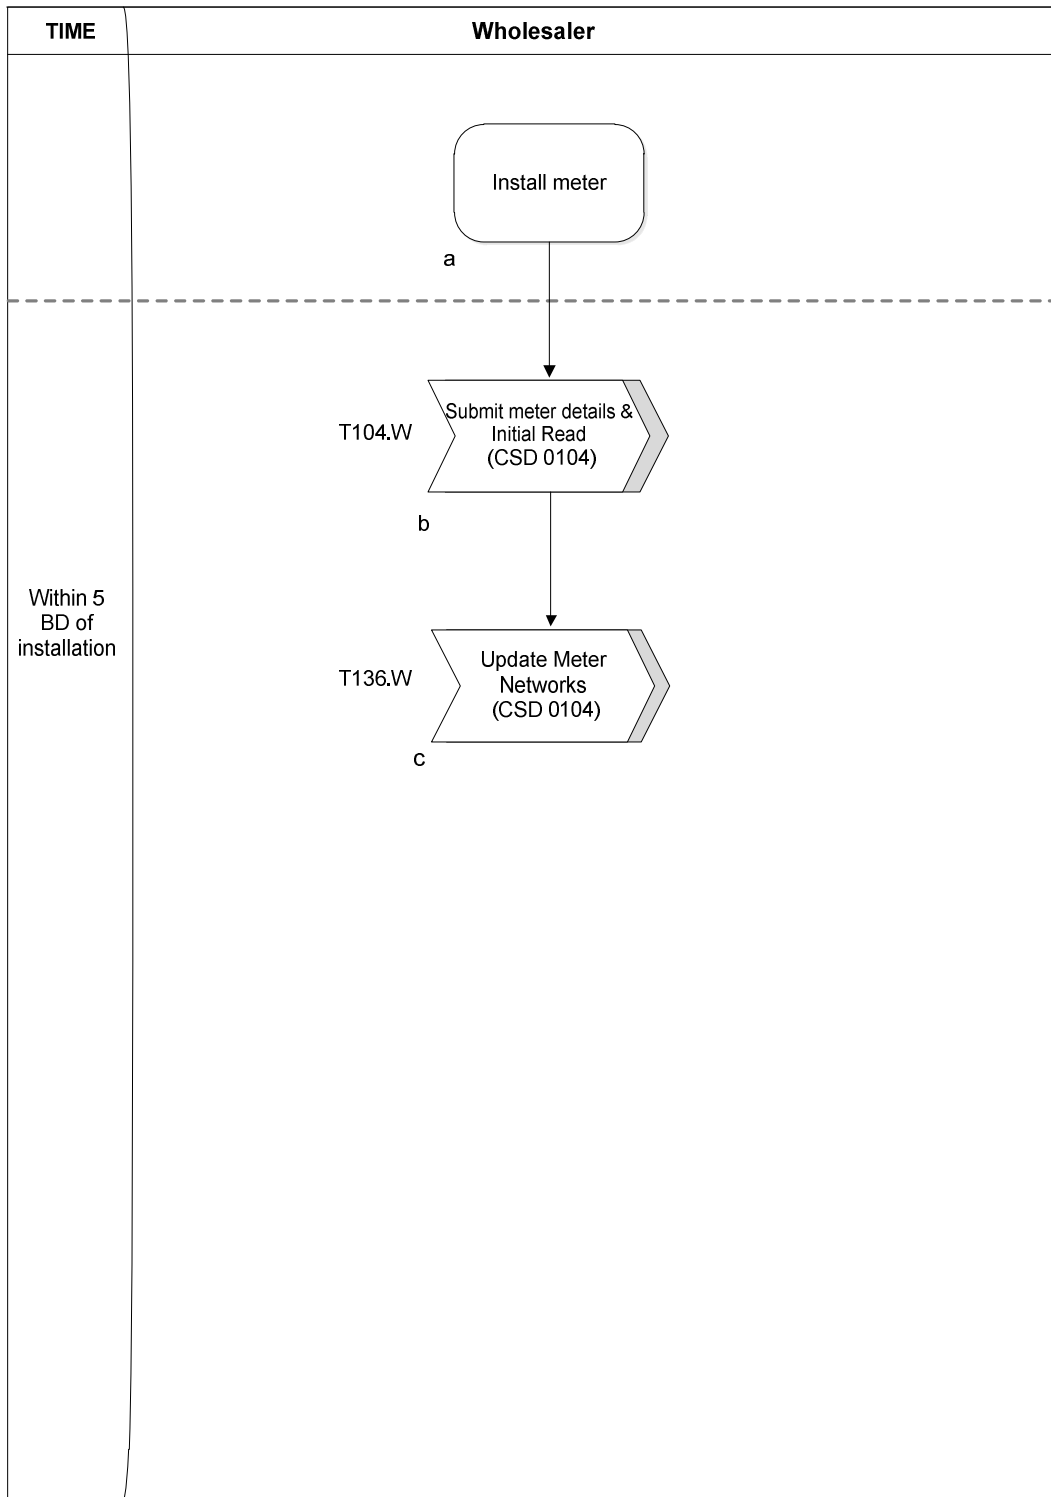 TIME
Wholesaler
Install meter
a
T104.W
Submit meter details &
Initial Read
(CSD 0104)
b
Within 5
BD of
installation
T136.W
Update Meter
Networks
(CSD 0104)
c